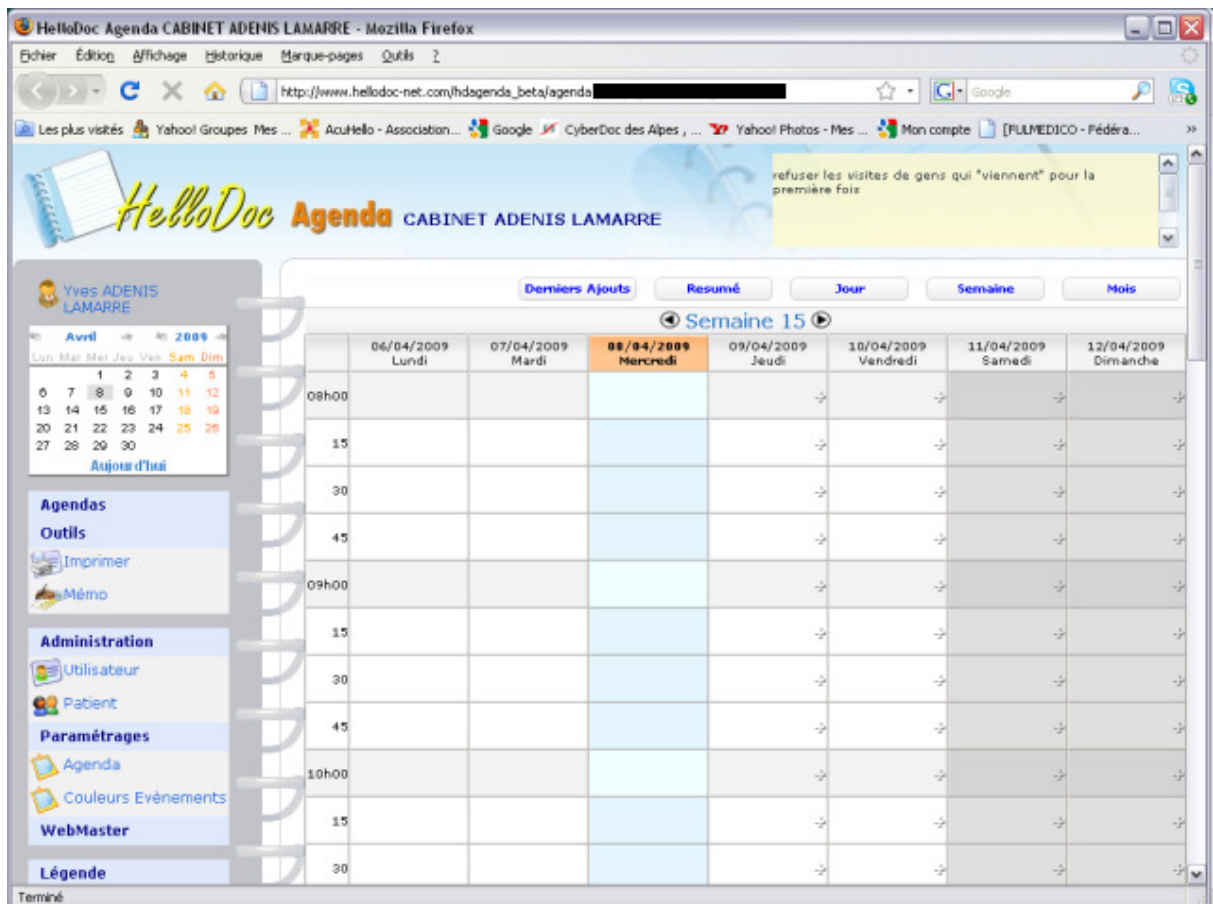 HelloDoc Agenda CABINET ADENIS LAMARRE - Mozilla Firefox
Fichier Édition Affichage Historique Marque-pages Outils ?
http://www.hellodoc-net.com/hdagenda_beta/agenda
Google
Les plus visités Yahoo! Groupes Mes ... AcuHello - Association... Google CyberDoc des Alpes , ... Yahoo! Photos - Mes ... Mon compte [FULMEDICO - Fédéra... »
refuser les visites de gens qui "viennent" pour la
première fois
HelloDoc Agenda CABINET ADENIS LAMARRE
Yves ADENIS
LAMARRE
Avril 2009
Lun Mar Mer Jeu Ven Sam Dim
1 2 3 4 5
6 7 8 9 10 11 12
13 14 15 16 17 18 19
20 21 22 23 24 25 26
27 28 29 30
Aujourd'hui
Agendas
Outils
Imprimer
Mémo
Administration
Utilisateur
Patient
Paramétrages
Agenda
Couleurs Evènements
WebMaster
Légende
Derniers Ajouts Resumé Jour Semaine Mois
Semaine 15
06/04/2009 07/04/2009 08/04/2009 09/04/2009 10/04/2009 11/04/2009 12/04/2009
Lundi Mardi Mercredi Jeudi Vendredi Samedi Dimanche
08h00
15
30
45
09h00
15
30
45
10h00
15
30
Terminé